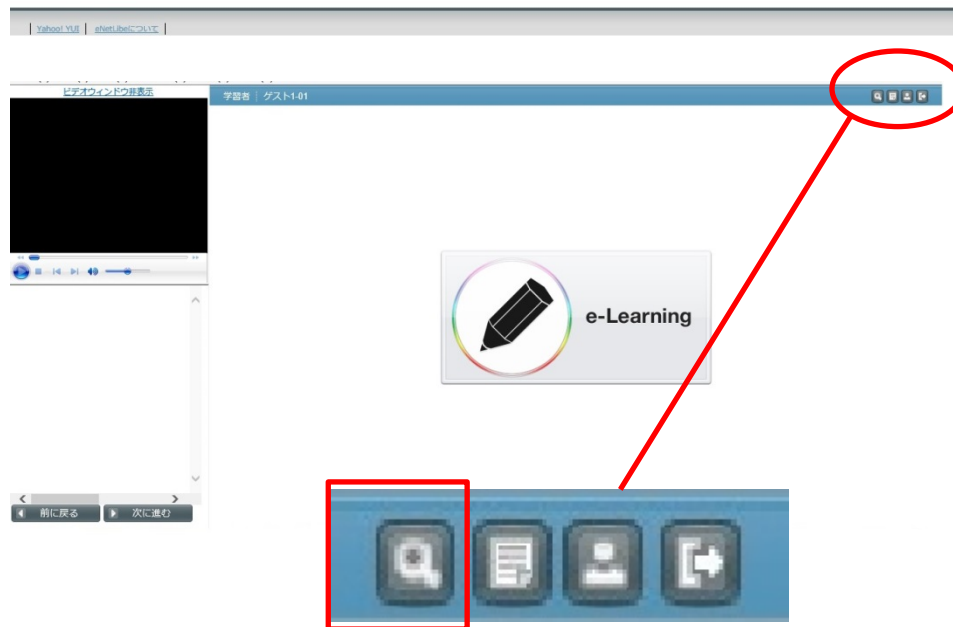 Yahoo! YUI
eNetLibeについて
ビデオウィンドウ非表示
学習者 ゲスト1-01
e-Learning
前に戻る
次に進む